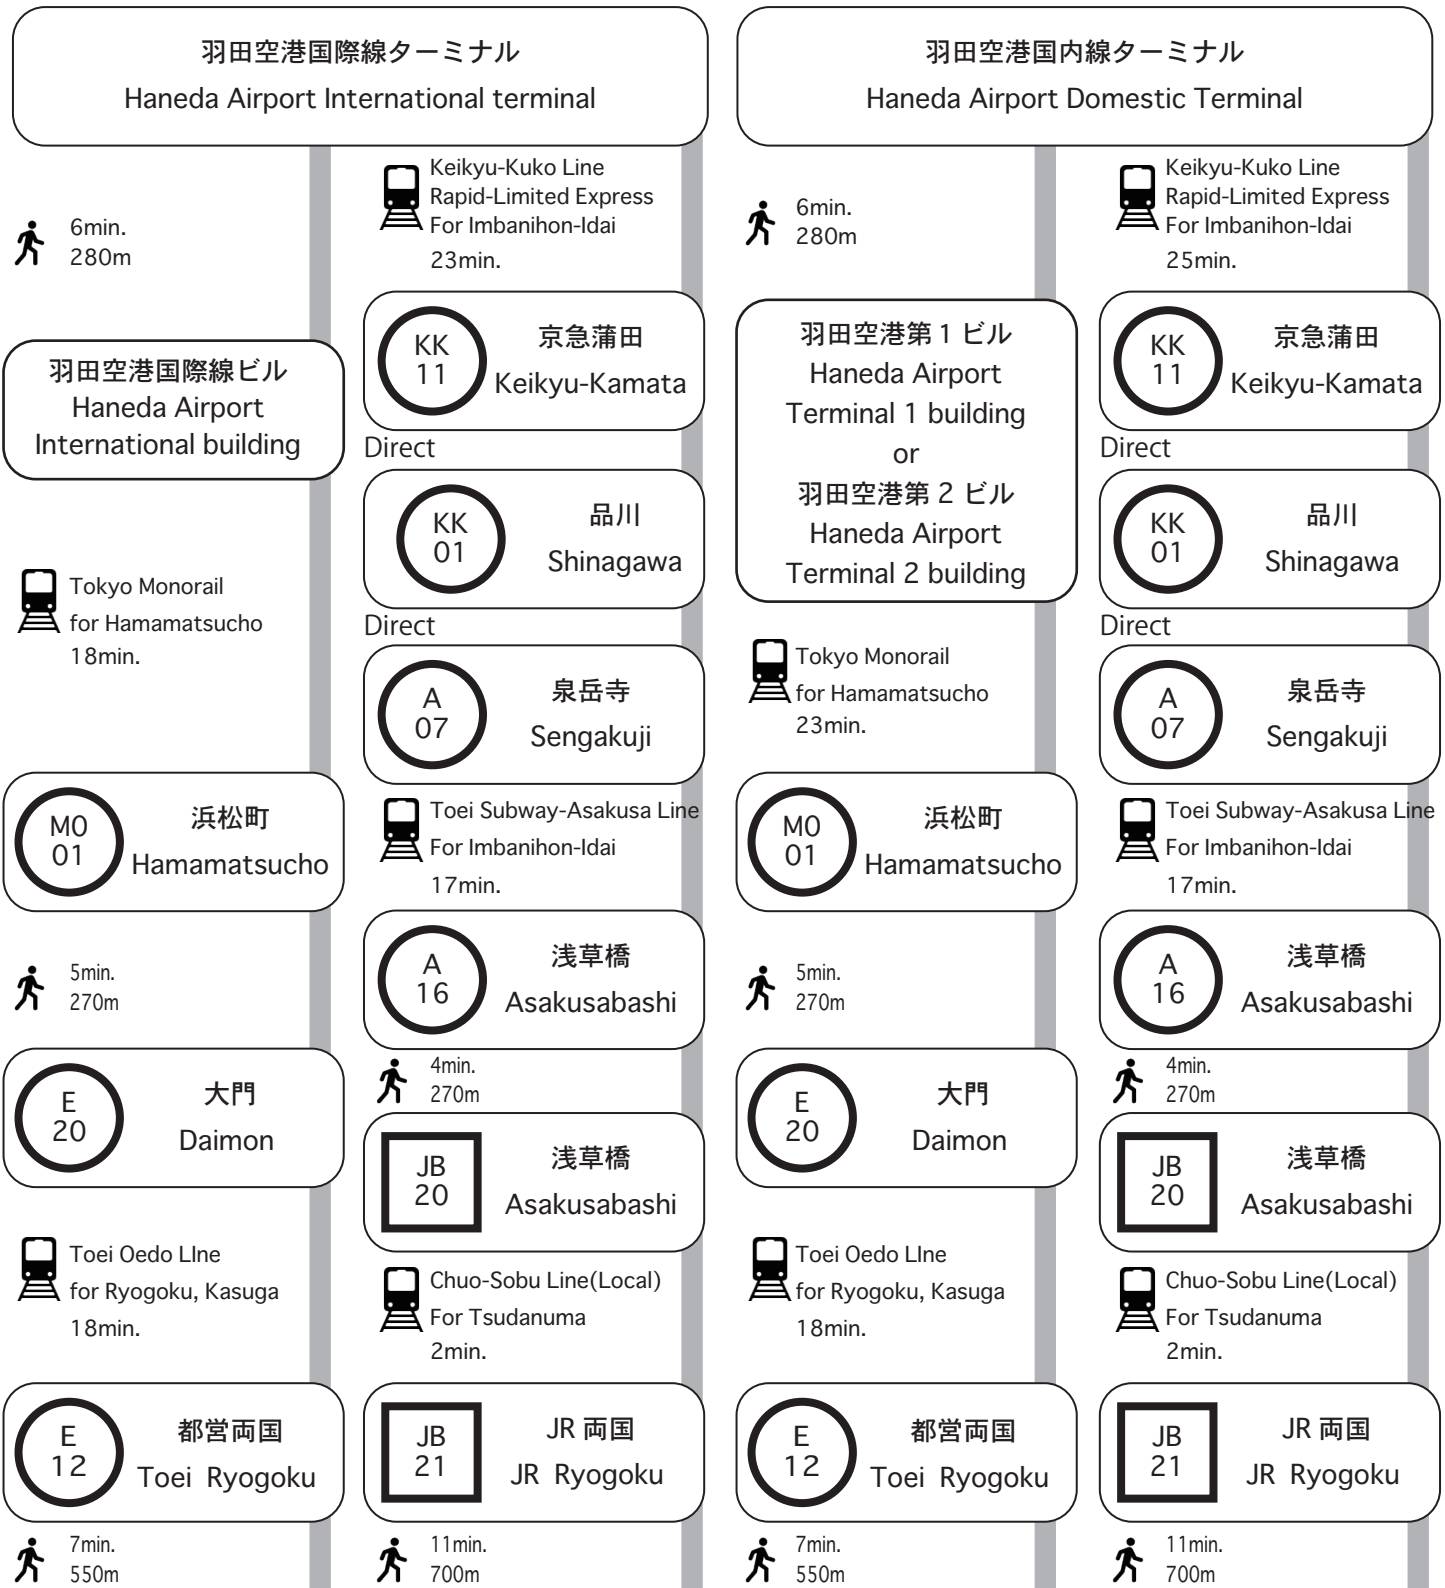 羽田空港国際線ターミナル
Haneda Airport International terminal
6min.
280m
羽田空港国際線ビル
Haneda Airport
International building
Tokyo Monorail
for Hamamatsucho
18min.
MO
01
浜松町
Hamamatsucho
5min.
270m
E
20
大門
Daimon
Toei Oedo LIne
for Ryogoku, Kasuga
18min.
E
12
都営両国
Toei Ryogoku
7min.
550m
Keikyu-Kuko Line
Rapid-Limited Express
For Imbanihon-Idai
23min.
KK
11
京急蒲田
Keikyu-Kamata
Direct
KK
01
品川
Shinagawa
Direct
A
07
泉岳寺
Sengakuji
Toei Subway-Asakusa Line
For Imbanihon-Idai
17min.
A
16
浅草橋
Asakusabashi
4min.
270m
JB
20
浅草橋
Asakusabashi
Chuo-Sobu Line(Local)
For Tsudanuma
2min.
JB
21
JR 両国
JR Ryogoku
11min.
700m
羽田空港国内線ターミナル
Haneda Airport Domestic Terminal
6min.
280m
羽田空港第 1 ビル
Haneda Airport
Terminal 1 building
or
羽田空港第 2 ビル
Haneda Airport
Terminal 2 building
Tokyo Monorail
for Hamamatsucho
23min.
MO
01
浜松町
Hamamatsucho
5min.
270m
E
20
大門
Daimon
Toei Oedo LIne
for Ryogoku, Kasuga
18min.
E
12
都営両国
Toei Ryogoku
7min.
550m
Keikyu-Kuko Line
Rapid-Limited Express
For Imbanihon-Idai
25min.
KK
11
京急蒲田
Keikyu-Kamata
Direct
KK
01
品川
Shinagawa
Direct
A
07
泉岳寺
Sengakuji
Toei Subway-Asakusa Line
For Imbanihon-Idai
17min.
A
16
浅草橋
Asakusabashi
4min.
270m
JB
20
浅草橋
Asakusabashi
Chuo-Sobu Line(Local)
For Tsudanuma
2min.
JB
21
JR 両国
JR Ryogoku
11min.
700m